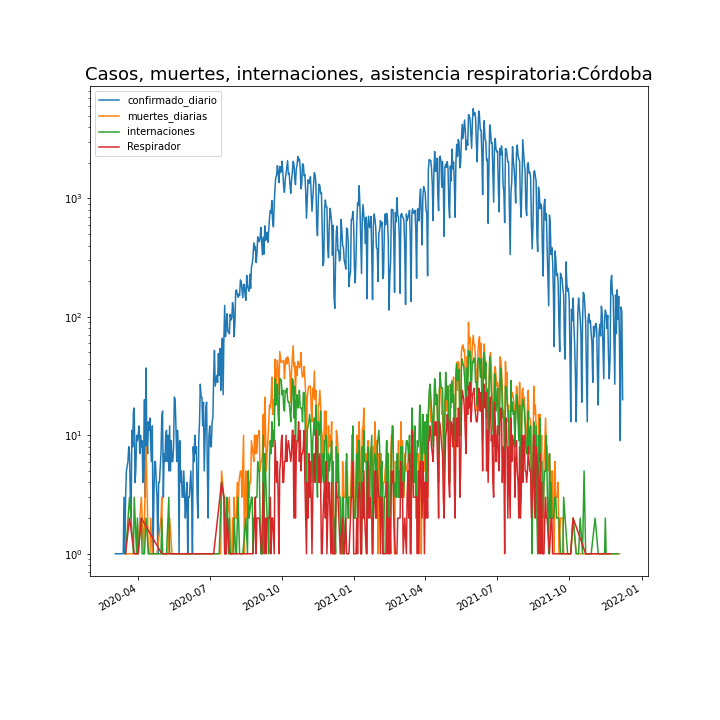 Casos, muertes, internaciones, asistencia respiratoria:Córdoba
confirmado_diario
muertes_diarias
internaciones
Respirador
10³
10²
10¹
10⁰
2020-04
2020-07
2020-10
2021-01
2021-04
2021-07
2021-10
2022-01